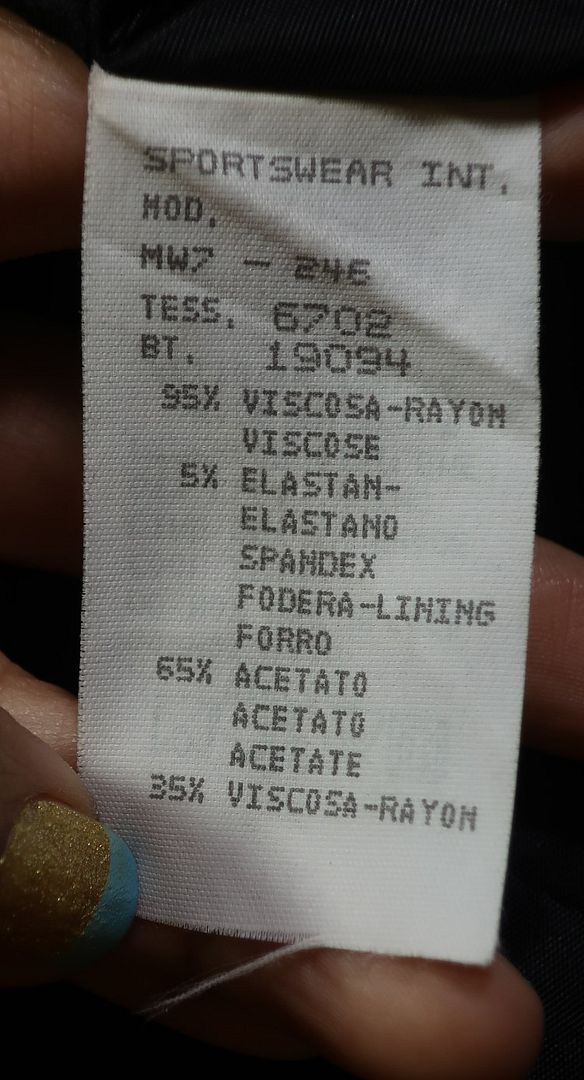 SPORTSWEAR INT.
MOD.
MW7 - 246
TESS. 6702
BT. 19094
95% VISCOSA-RAYON
VISCOSE
5% ELASTAN-
ELASTANO
SPANDEX
FODERA-LINING
FORRO
65% ACETATO
ACETATO
ACETATE
35% VISCOSA-RAYON